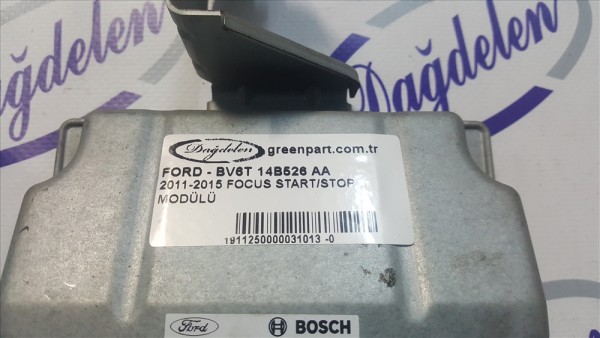 Dağdelen
Dağdelen
Dağdelen greenpart.com.tr
FORD - BV6T 14B526 AA
2011-2015 FOCUS START/STOP
MODÜLÜ
1911250000031013 -0
Ford BOSCH